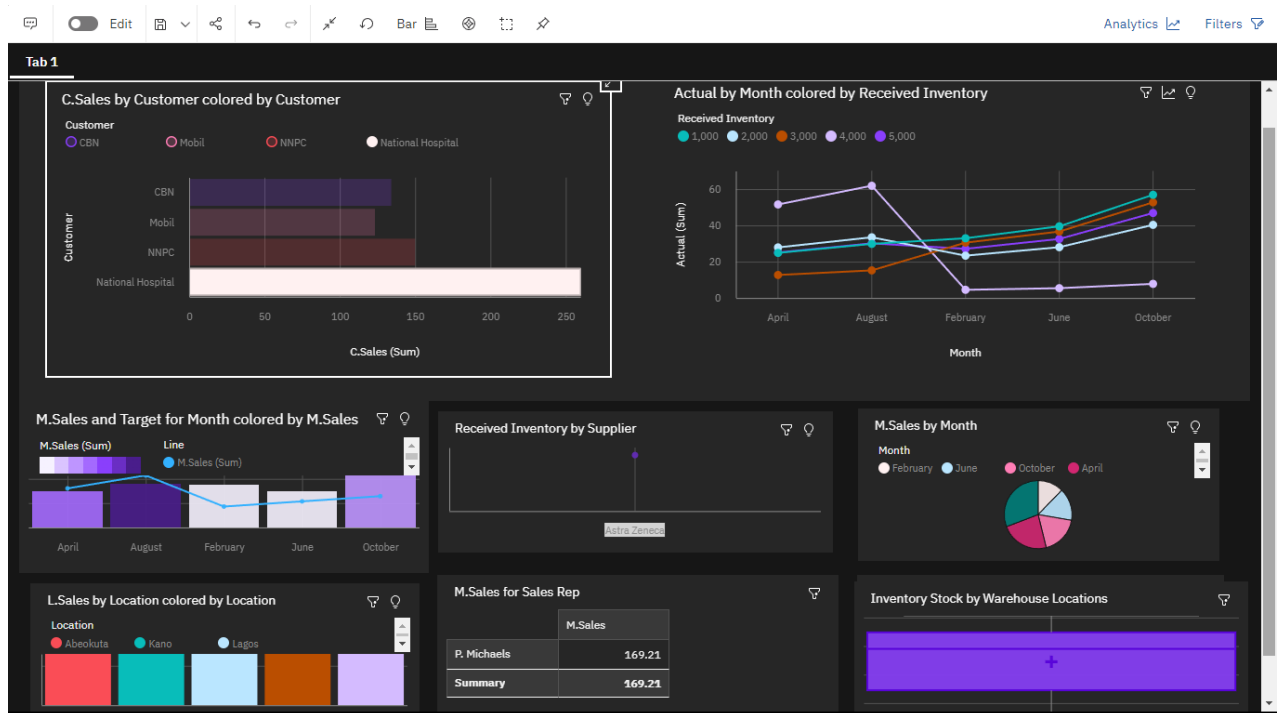 Edit
Bar
Analytics
Filters
Tab 1
C.Sales by Customer colored by Customer
Customer
CBN
Mobil
NNPC
National Hospital
Customer
CBN
Mobil
NNPC
National Hospital
0 50 100 150 200 250
C.Sales (Sum)
Actual by Month colored by Received Inventory
Received Inventory
1,000 2,000 3,000 4,000 5,000
Actual (Sum)
60
40
20
0
April August February June October
Month
M.Sales and Target for Month colored by M.Sales
M.Sales (Sum)
Line
M.Sales (Sum)
April August February June October
Received Inventory by Supplier
Astra Zeneca
M.Sales by Month
Month
February June October April
L.Sales by Location colored by Location
Location
Abeokuta Kano Lagos
M.Sales for Sales Rep
M.Sales
P. Michaels 169.21
Summary 169.21
Inventory Stock by Warehouse Locations